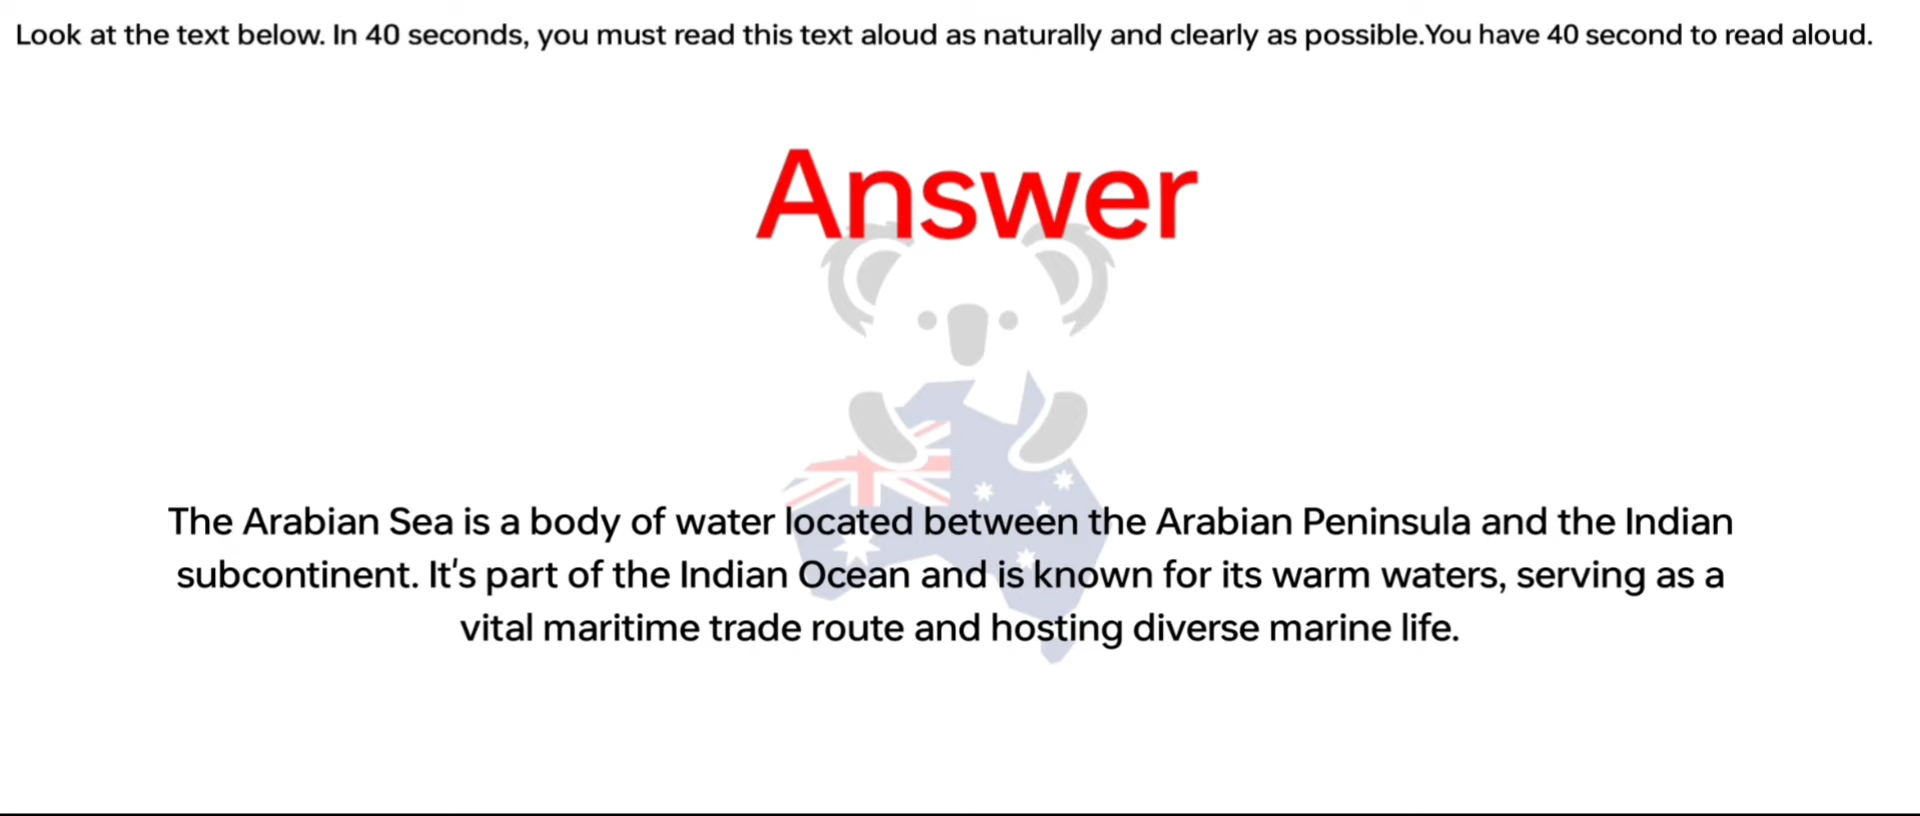 Look at the text below. In 40 seconds, you must read this text aloud as naturally and clearly as possible.You have 40 second to read aloud.
Answer
The Arabian Sea is a body of water located between the Arabian Peninsula and the Indian
subcontinent. It's part of the Indian Ocean and is known for its warm waters, serving as a
vital maritime trade route and hosting diverse marine life.